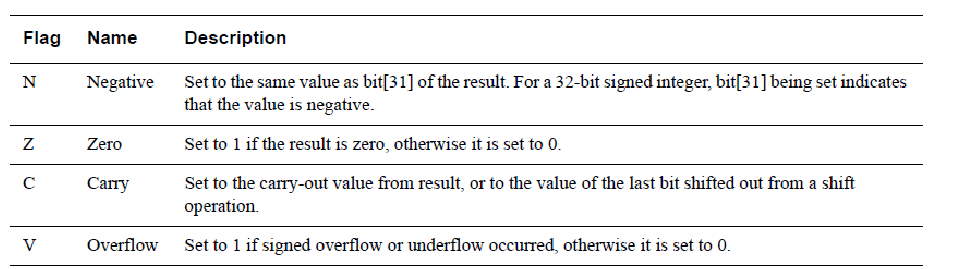 Flag Name Description
N Negative Set to the same value as bit[31] of the result. For a 32-bit signed integer, bit[31] being set indicates
that the value is negative.
Z Zero Set to 1 if the result is zero, otherwise it is set to 0.
C Carry Set to the carry-out value from result, or to the value of the last bit shifted out from a shift
operation.
V Overflow Set to 1 if signed overflow or underflow occurred, otherwise it is set to 0.